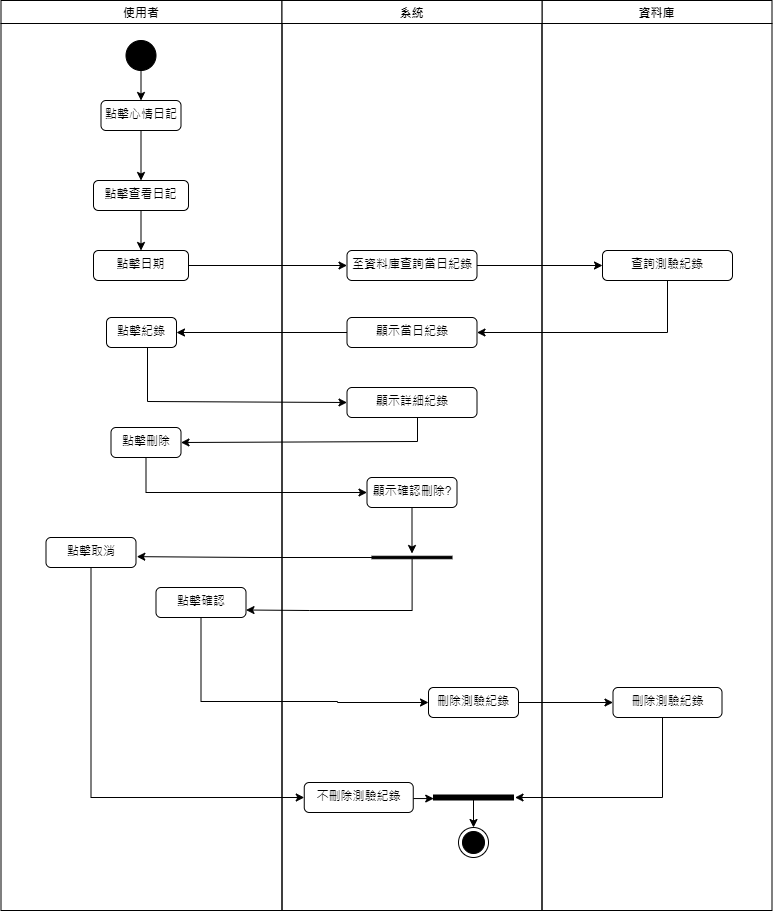 使用者
系統
資料庫
點擊心情日記
點擊查看日記
點擊日期
至資料庫查詢當日紀錄
查詢測驗紀錄
點擊紀錄
顯示當日紀錄
顯示詳細紀錄
點擊刪除
顯示確認刪除?
點擊取消
點擊確認
刪除測驗紀錄
刪除測驗紀錄
不刪除測驗紀錄